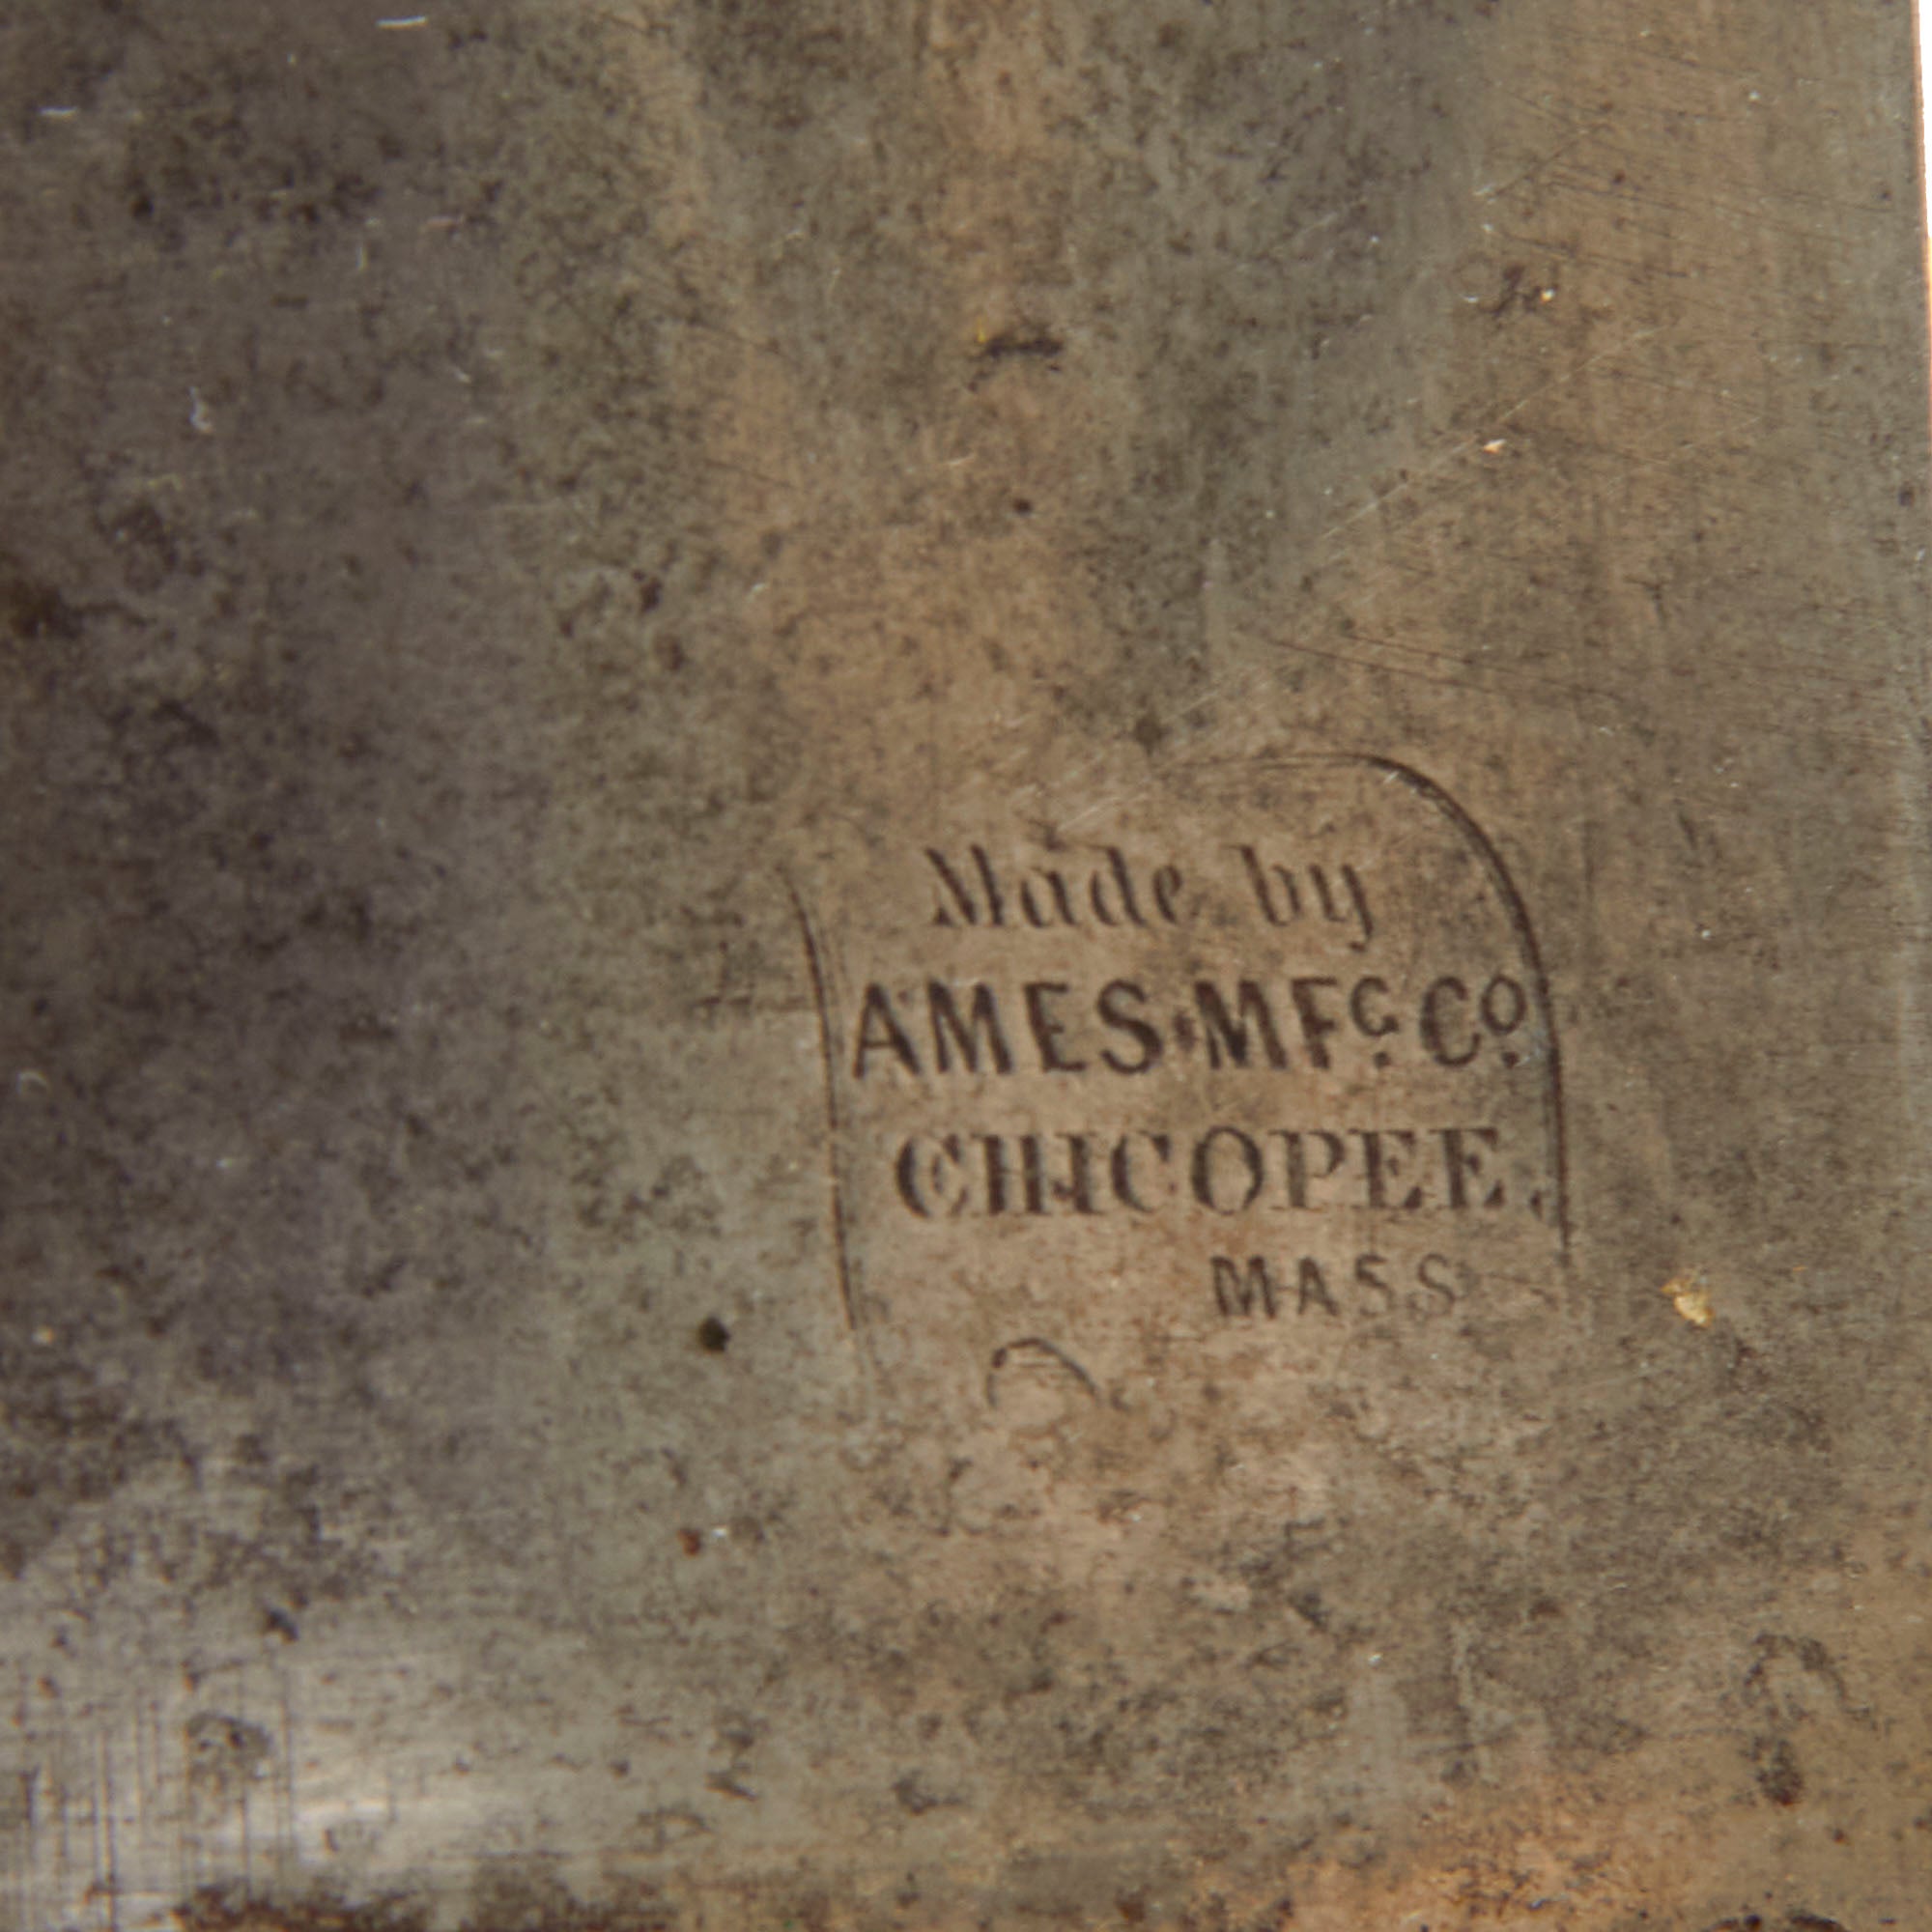 Made by
AMES MFG. Co.
CHICOPEE.
MASS